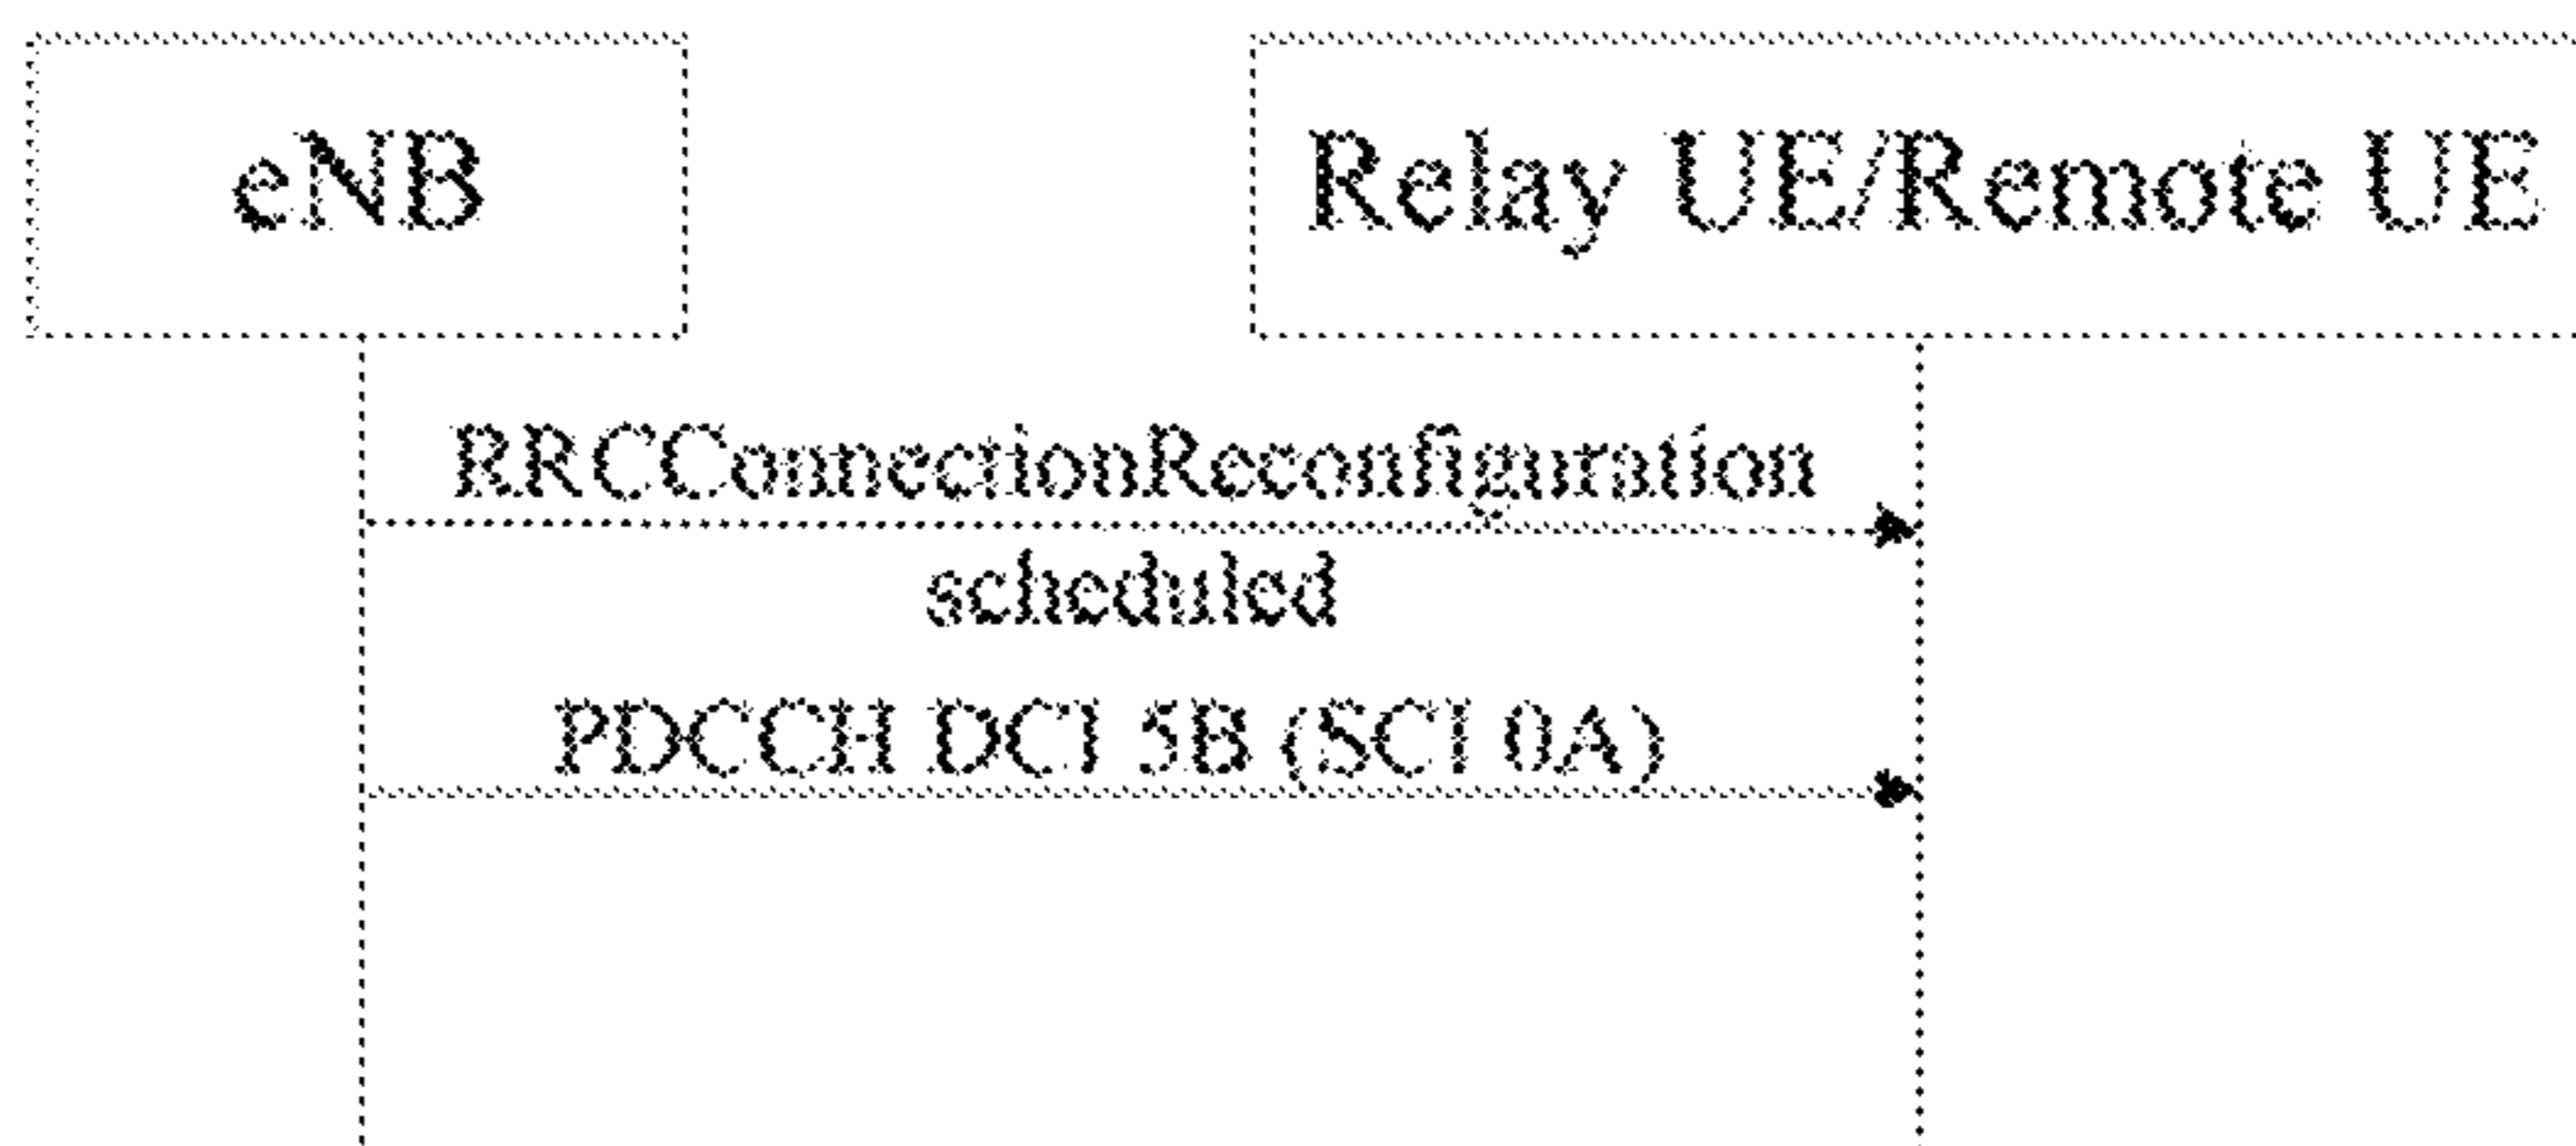 eNB
Relay UE/Remote UE
RRCConnectionReconfiguration
scheduled
PDCCH DCI 5B (SCI 0A)